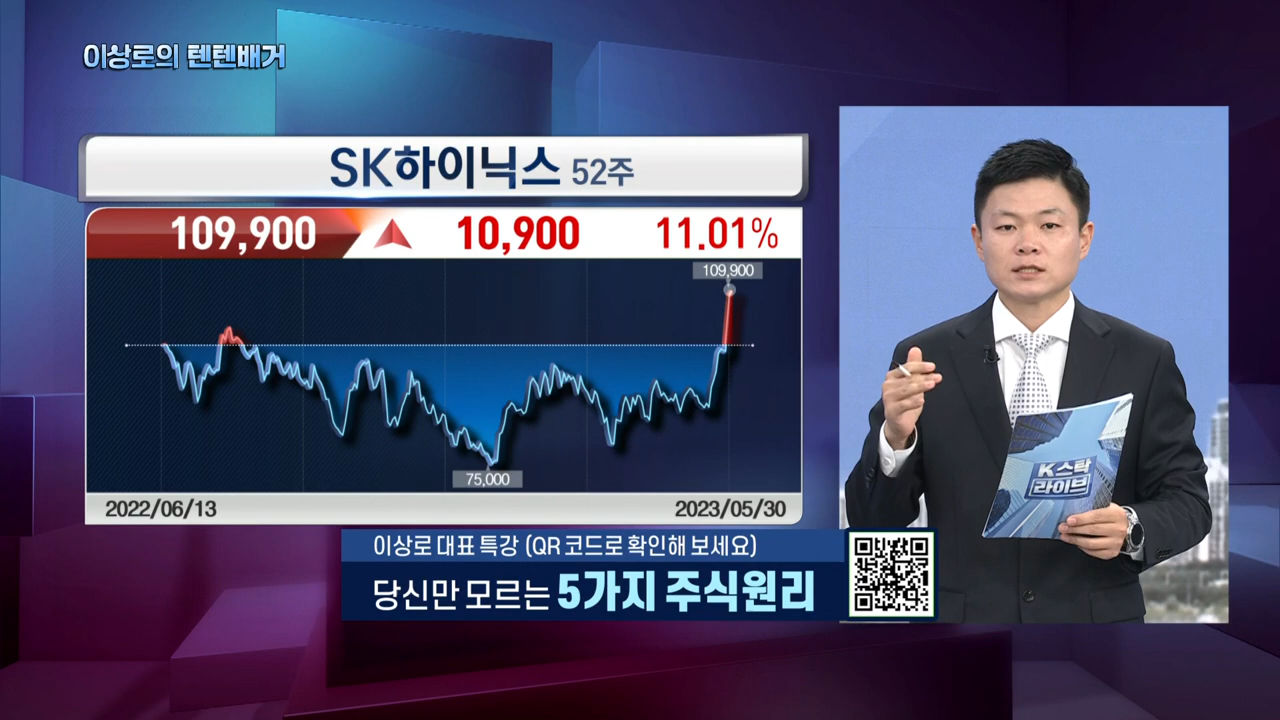 이상로의 텐텐배거
SK하이닉스 52주
109,900 10,900 11.01%
109,900
75,000
2022/06/13 2023/05/30
K스탁
라이브
이상로 대표 특강 (QR 코드로 확인해 보세요)
당신만 모르는 5가지 주식원리